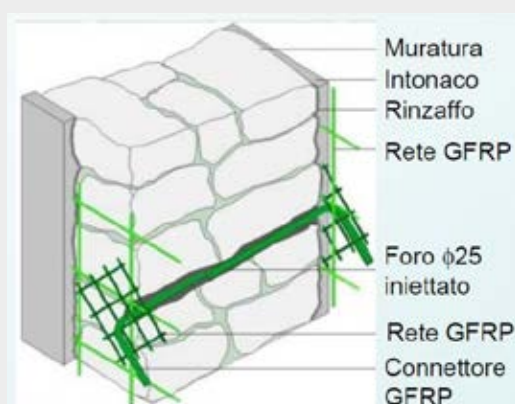 Muratura
Intonaco
Rinzaffo
Rete GFRP
Foro ϕ25
iniettato
Rete GFRP
Connettore
GFRP